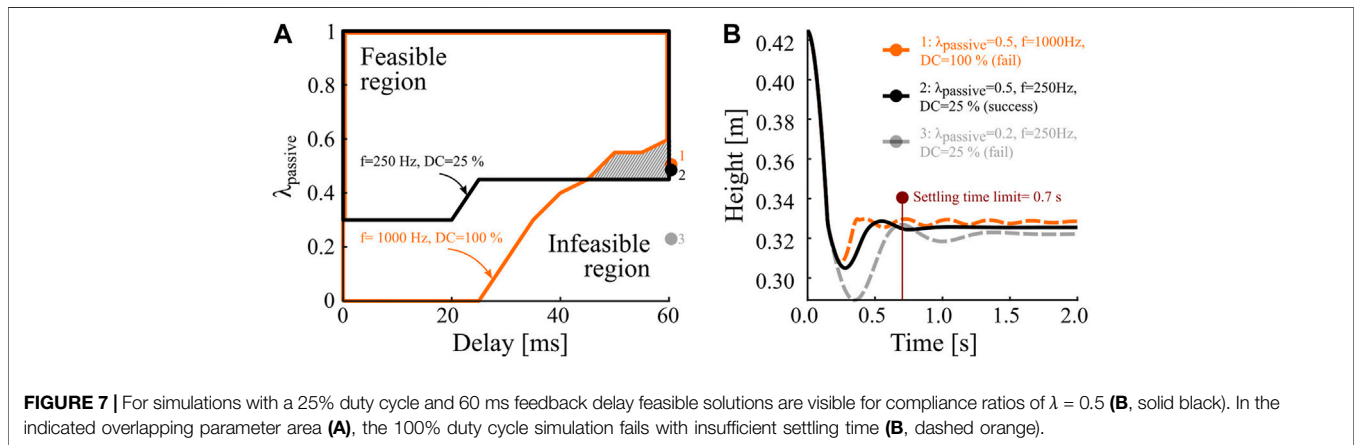 A
1
0.8
0.6
0.4
0.2
0
λpassive
Feasible
region
f=250 Hz, DC=25 %
f= 1000 Hz, DC=100 %
Infeasible
region
1
2
3
0
20
40
60
Delay [ms]
B
0.42
0.40
0.38
0.36
0.34
0.32
0.30
Height [m]
1: λpassive=0.5, f=1000Hz,
DC=100 % (fail)
2: λpassive=0.5, f=250Hz,
DC=25 % (success)
3: λpassive=0.2, f=250Hz,
DC=25 % (fail)
Settling time limit= 0.7 s
0.0
0.5
1.0
1.5
2.0
Time [s]
FIGURE 7 | For simulations with a 25% duty cycle and 60 ms feedback delay feasible solutions are visible for compliance ratios of λ = 0.5 (B, solid black). In the
indicated overlapping parameter area (A), the 100% duty cycle simulation fails with insufficient settling time (B, dashed orange).